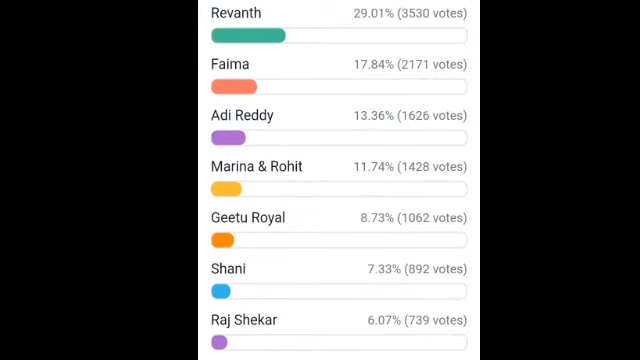 Revanth 29.01% (3530 votes)
Faima 17.84% (2171 votes)
Adi Reddy 13.36% (1626 votes)
Marina & Rohit 11.74% (1428 votes)
Geetu Royal 8.73% (1062 votes)
Shani 7.33% (892 votes)
Raj Shekar 6.07% (739 votes)